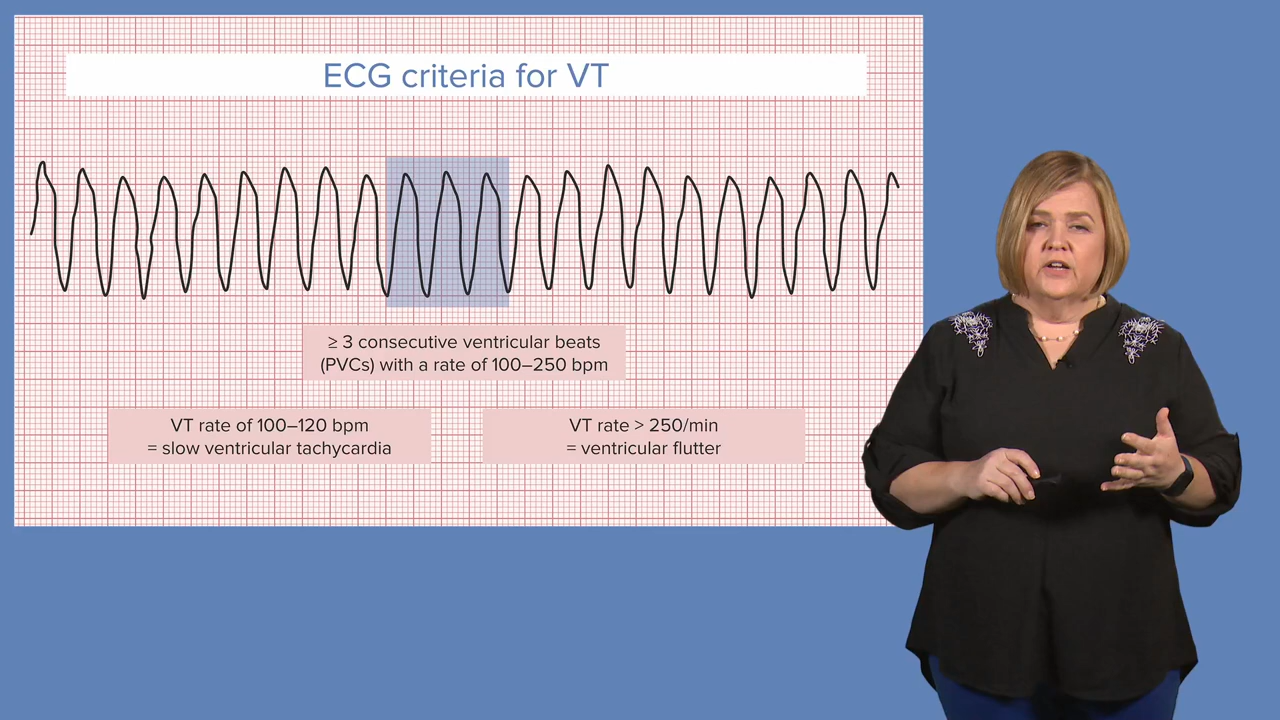 ECG criteria for VT
≥ 3 consecutive ventricular beats
(PVCs) with a rate of 100–250 bpm
VT rate of 100–120 bpm
= slow ventricular tachycardia
VT rate > 250/min
= ventricular flutter